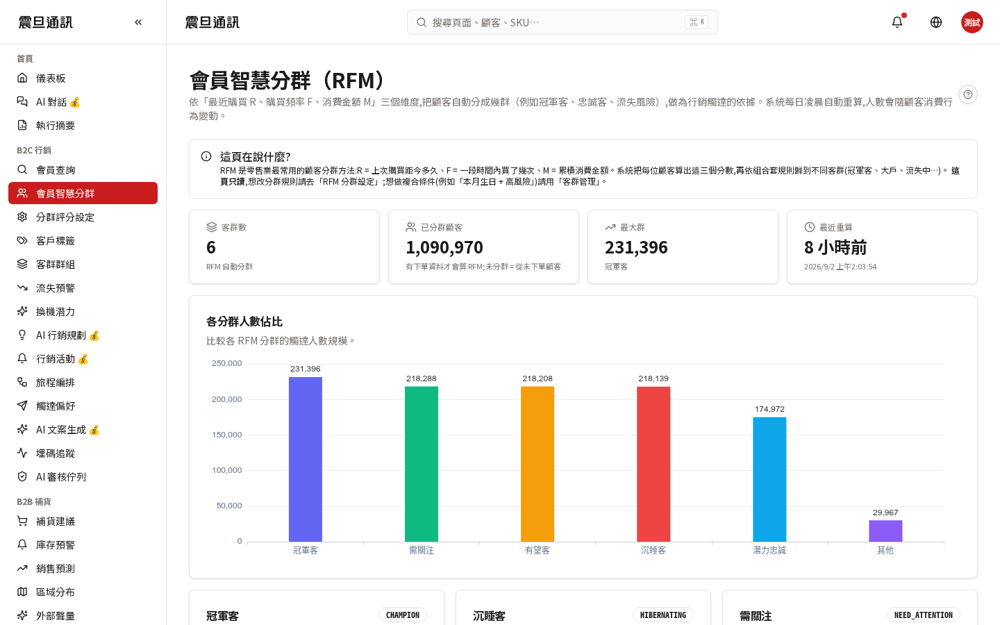 震旦通訊
震旦通訊
搜尋頁面、顧客、SKU…
⌘ K
測試
首頁
儀表板
AI 對話 💰
執行摘要
B2C 行銷
會員查詢
會員智慧分群
分群評分設定
客戶標籤
客群群組
流失預警
換機潛力
AI 行銷規劃 💰
行銷活動 💰
旅程編排
觸達偏好
AI 文案生成 💰
埋碼追蹤
AI 審核佇列
B2B 補貨
補貨建議
庫存預警
銷售預測
區域分布
外部聲量
會員智慧分群（RFM）
依「最近購買 R、購買頻率 F、消費金額 M」三個維度,把顧客自動分成幾群（例如冠軍客、忠誠客、流失風險）,做為行銷觸達的依據。系統每日凌晨自動重算,人數會隨顧客消費行
為變動。
這頁在說什麼?
RFM 是零售業最常用的顧客分群方法:R = 上次購買距今多久、F = 一段時間內買了幾次、M = 累積消費金額。系統把每位顧客算出這三個分數,再依組合套規則歸到不同客群(冠軍客、大戶、流失中…)。 這
頁只讀,想改分群規則請去「RFM 分群設定」;想做複合條件(例如「本月生日 + 高風險」)請用「客群管理」。
客群數
6
RFM 自動分群
已分群顧客
1,090,970
有下單資料才會算 RFM;未分群 = 從未下單顧客
最大群
231,396
冠軍客
最近重算
8 小時前
2026/9/2 上午2:03:54
各分群人數佔比
比較各 RFM 分群的觸達人數規模。
250,000
200,000
150,000
100,000
50,000
0
231,396
218,288
218,208
218,139
174,972
29,967
冠軍客
需關注
有望客
沉睡客
潛力忠誠
其他
冠軍客
CHAMPION
沉睡客
HIBERNATING
需關注
NEED_ATTENTION